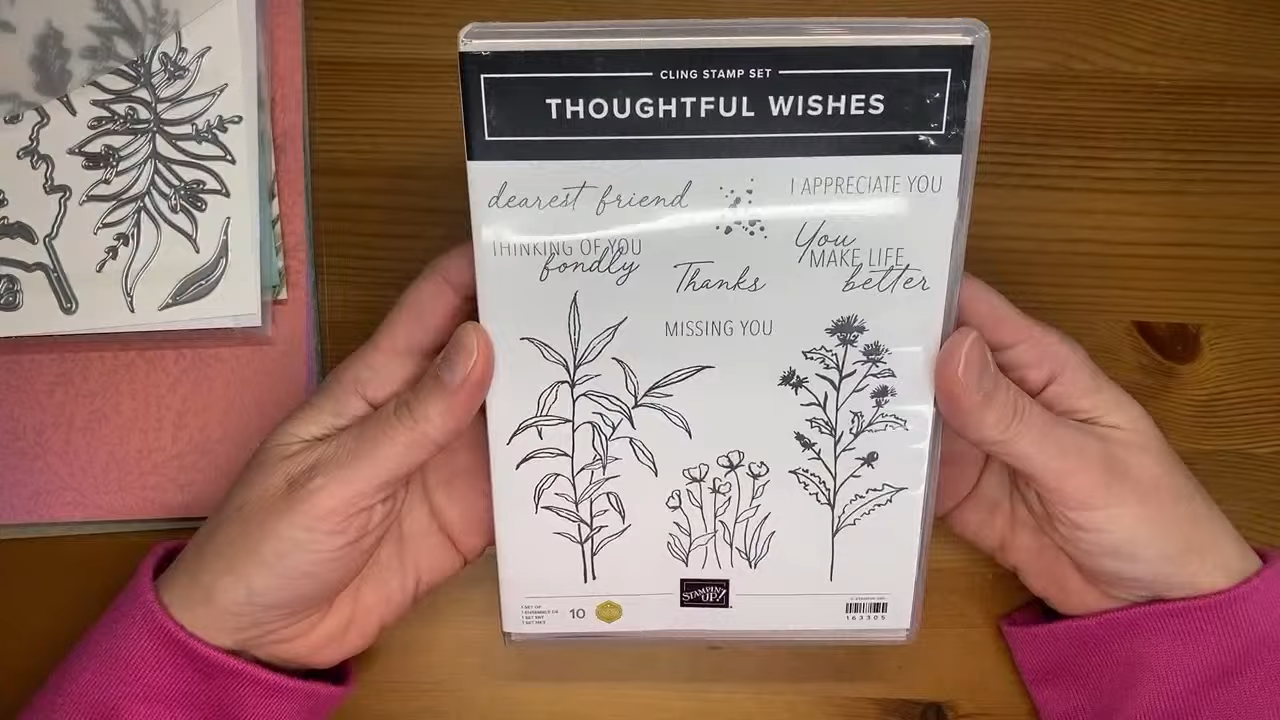 CLING STAMP SET
THOUGHTFUL WISHES
dearest friend
I APPRECIATE YOU
THINKING OF YOU
fondly
You
MAKE LIFE
better
Thanks
MISSING YOU
STAMPIN' UP!
10
163305